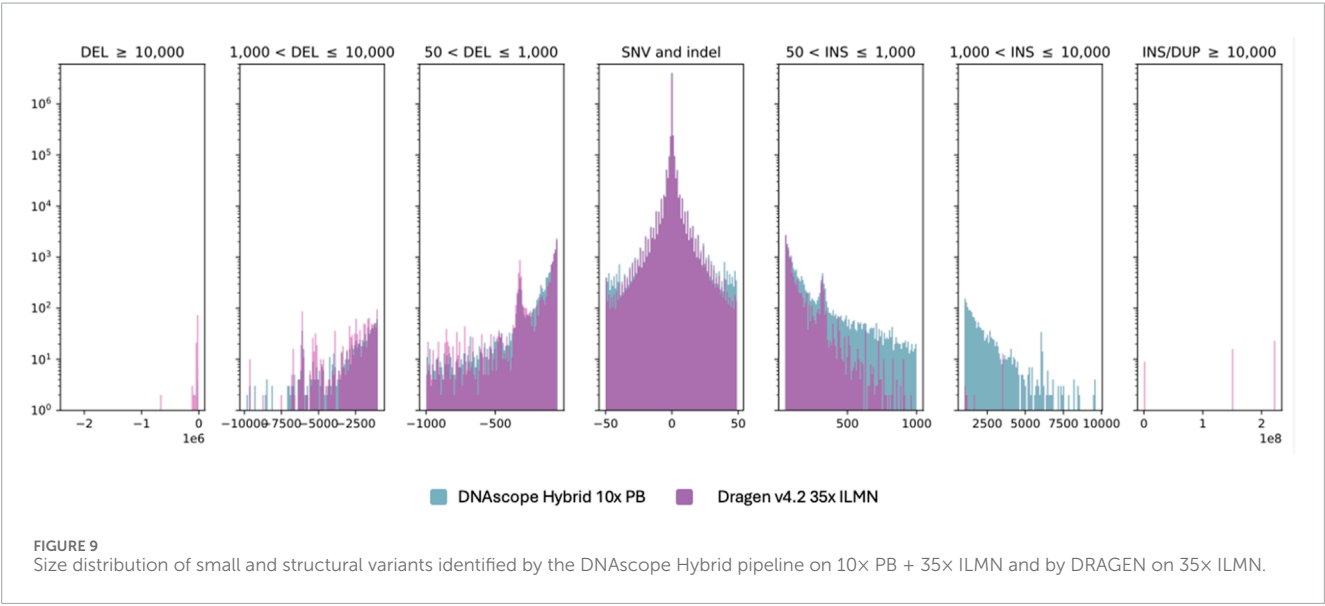 DEL ≥ 10,000
1,000 < DEL ≤ 10,000
50 < DEL ≤ 1,000
SNV and indel
50 < INS ≤ 1,000
1,000 < INS ≤ 10,000
INS/DUP ≥ 10,000
10⁶
10⁵
10⁴
10³
10²
10¹
10⁰
−2 −1 0
1e6
−10000 −7500 −5000 −2500
−1000 −500
−50 0 50
500 1000
2500 5000 7500 10000
0 1 2
1e8
DNAscope Hybrid 10x PB Dragen v4.2 35x ILMN
FIGURE 9
Size distribution of small and structural variants identified by the DNAscope Hybrid pipeline on 10× PB + 35× ILMN and by DRAGEN on 35× ILMN.